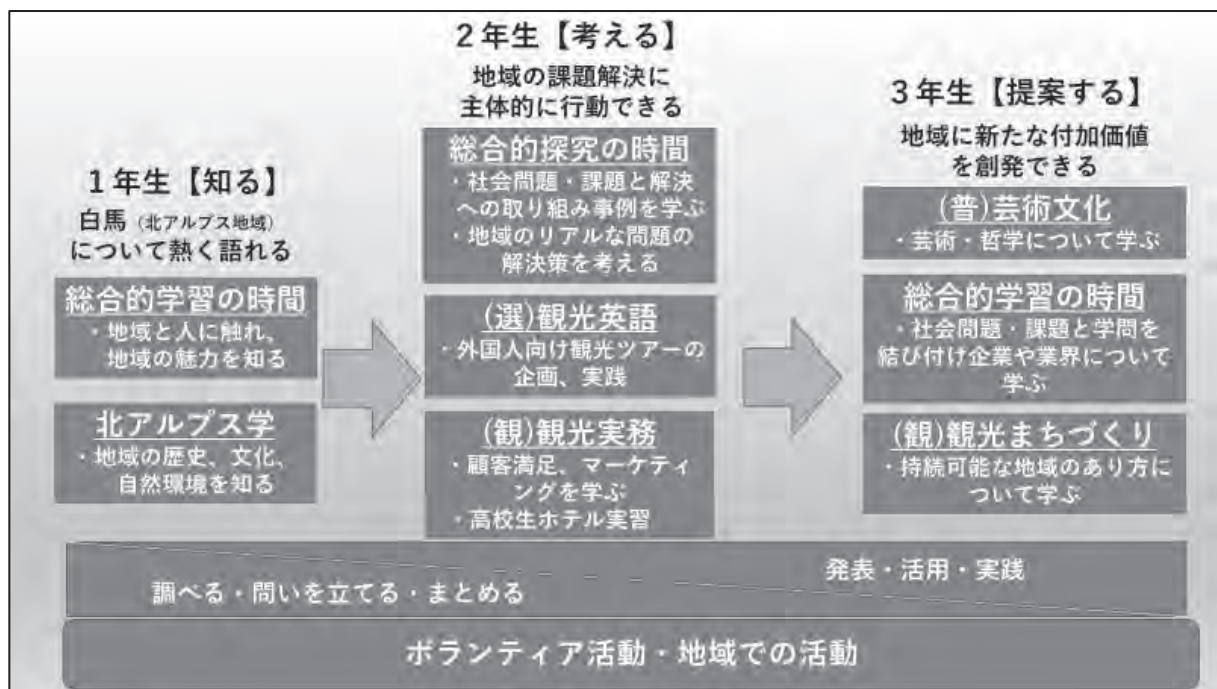 1年生【知る】
白馬（北アルプス地域）
について熱く語れる
総合的学習の時間
・地域と人に触れ、
地域の魅力を知る
北アルプス学
・地域の歴史、文化、
自然環境を知る
2年生【考える】
地域の課題解決に
主体的に行動できる
総合的探究の時間
・社会問題・課題と解決
への取り組み事例を学ぶ
・地域のリアルな問題の
解決策を考える
(選)観光英語
・外国人向け観光ツアーの
企画、実践
(観)観光実務
・顧客満足、マーケティ
ングを学ぶ
・高校生ホテル実習
3年生【提案する】
地域に新たな付加価値
を創発できる
(普)芸術文化
・芸術・哲学について学ぶ
総合的学習の時間
・社会問題・課題と学問を
結び付け企業や業界について
学ぶ
(観)観光まちづくり
・持続可能な地域のあり方に
ついて学ぶ
調べる・問いを立てる・まとめる
発表・活用・実践
ボランティア活動・地域での活動